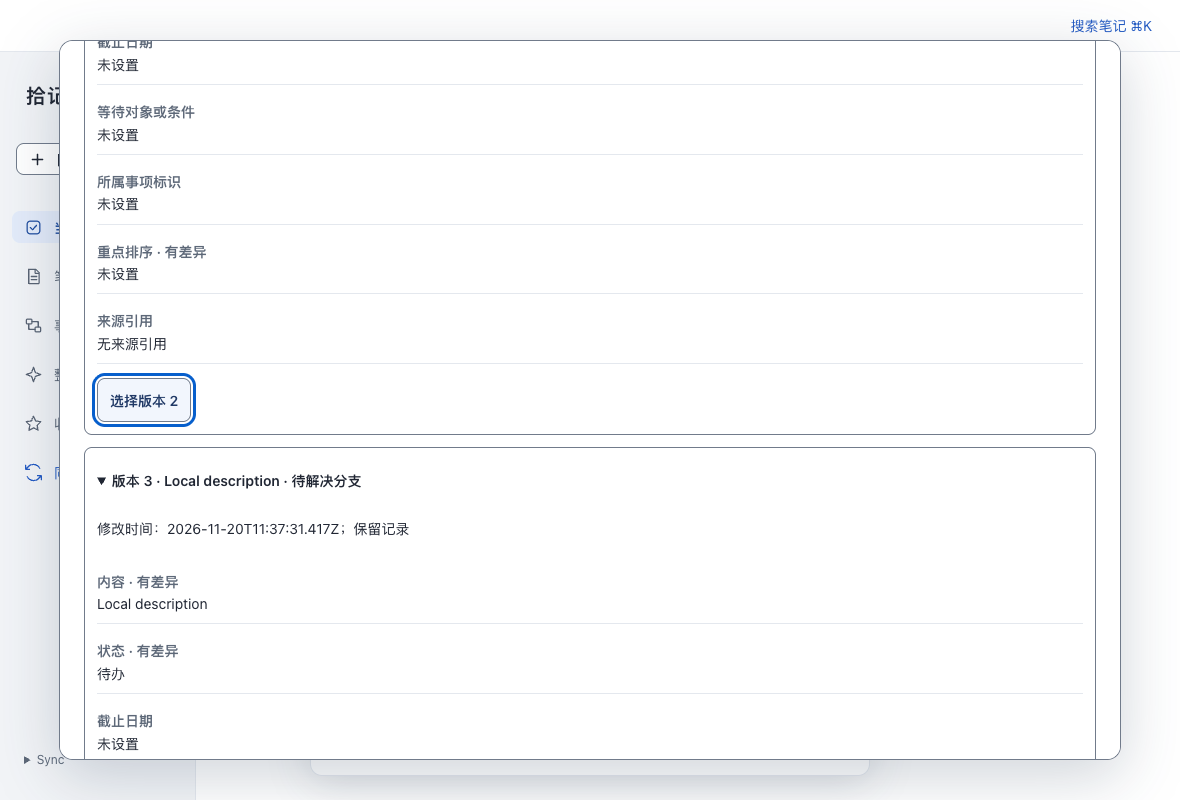 搜索笔记 ⌘K
拾记
截止日期
未设置
等待对象或条件
未设置
所属事项标识
未设置
重点排序 · 有差异
未设置
来源引用
无来源引用
选择版本 2
版本 3 · Local description · 待解决分支
修改时间：2026-11-20T11:37:31.417Z；保留记录
内容 · 有差异
Local description
状态 · 有差异
待办
截止日期
未设置
Sync